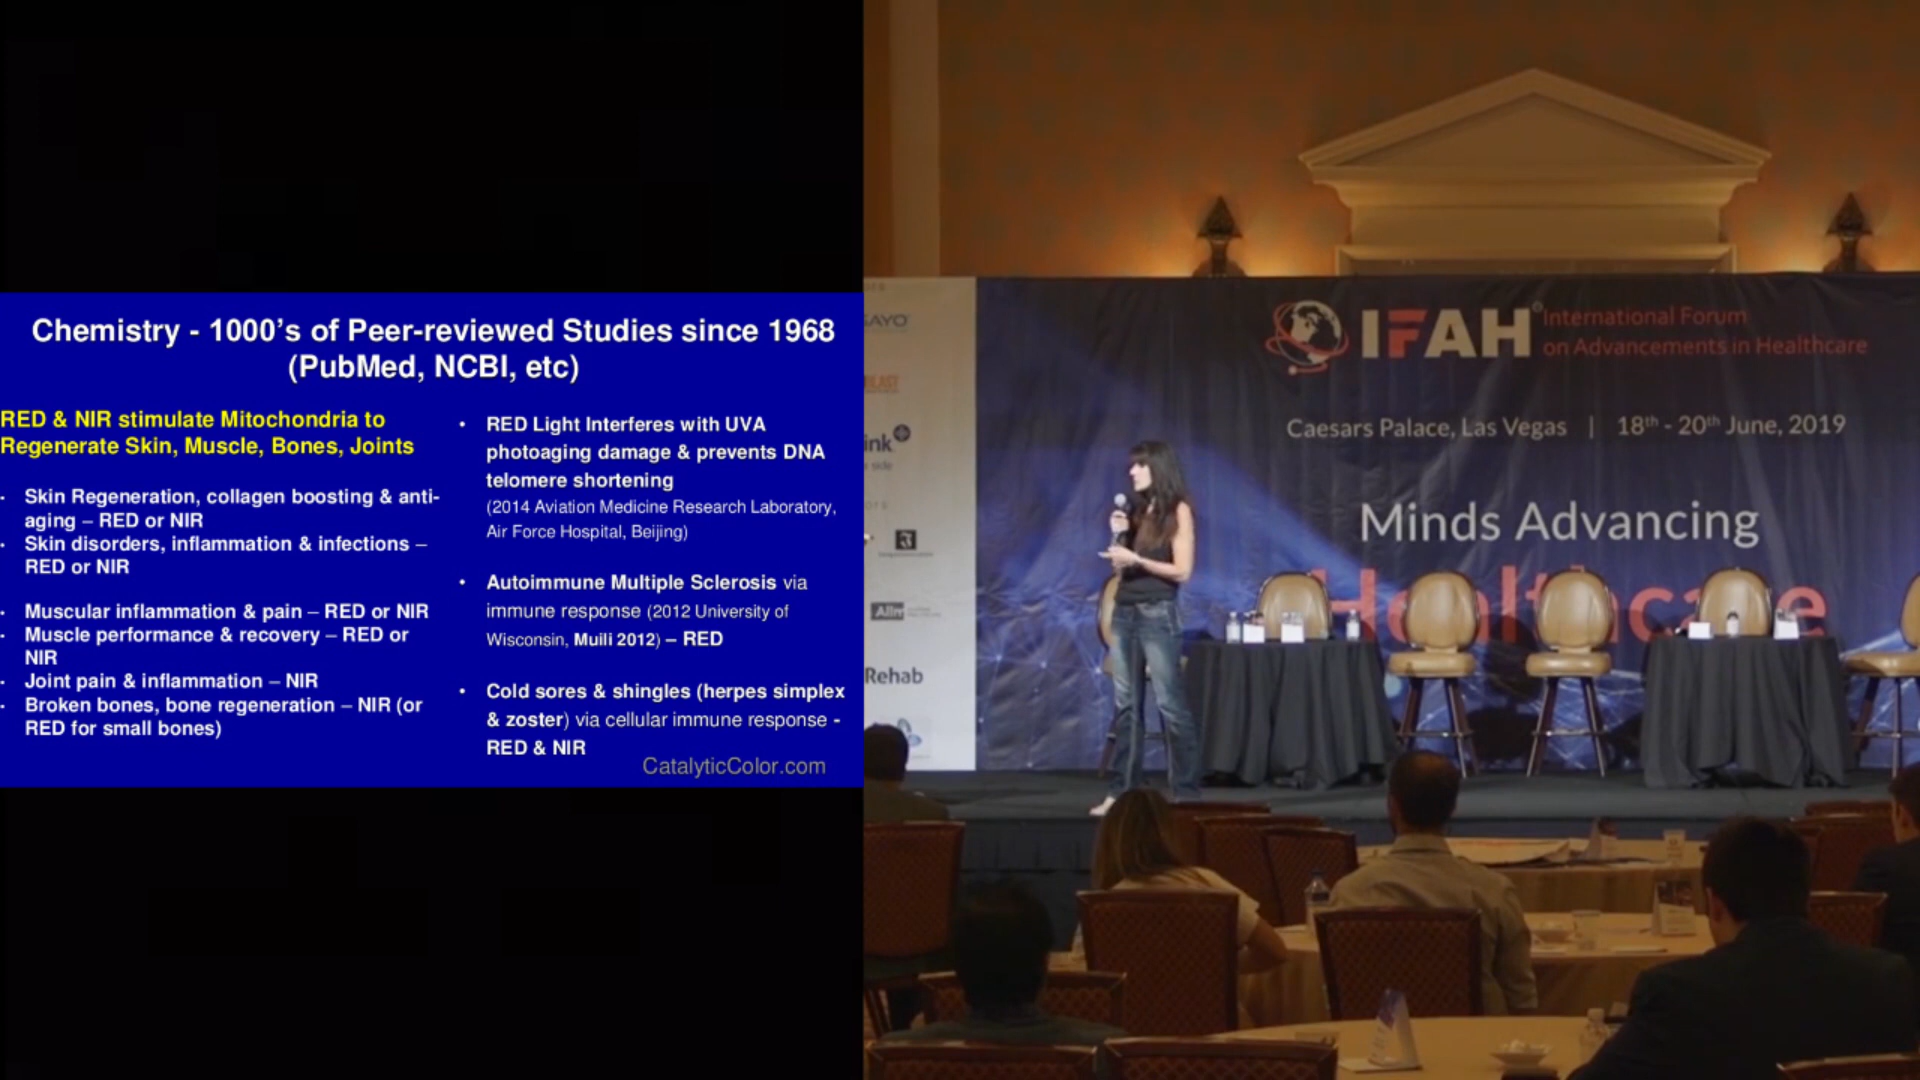 Chemistry - 1000's of Peer-reviewed Studies since 1968
(PubMed, NCBI, etc)
RED & NIR stimulate Mitochondria to
Regenerate Skin, Muscle, Bones, Joints
• Skin Regeneration, collagen boosting & anti-
aging – RED or NIR
• Skin disorders, inflammation & infections –
RED or NIR
• Muscular inflammation & pain – RED or NIR
• Muscle performance & recovery – RED or
NIR
• Joint pain & inflammation – NIR
• Broken bones, bone regeneration – NIR (or
RED for small bones)
• RED Light Interferes with UVA
photoaging damage & prevents DNA
telomere shortening
(2014 Aviation Medicine Research Laboratory,
Air Force Hospital, Beijing)
• Autoimmune Multiple Sclerosis via
immune response (2012 University of
Wisconsin, Muili 2012) – RED
• Cold sores & shingles (herpes simplex
& zoster) via cellular immune response -
RED & NIR
CatalyticColor.com
IFAH®
International Forum
on Advancements in Healthcare
Caesars Palace, Las Vegas | 18th - 20th June, 2019
Minds Advancing
Healthcare
Rehab